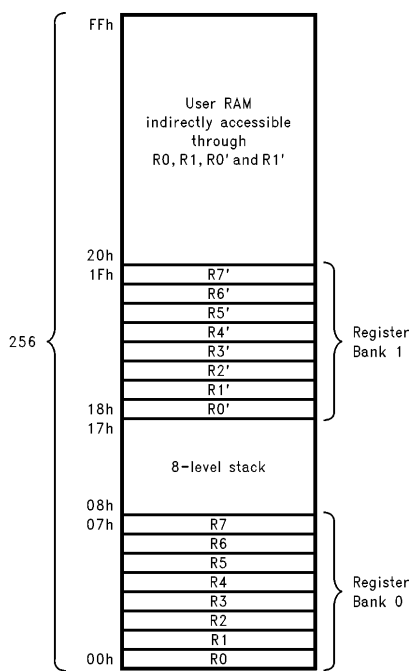 FFh
User RAM
indirectly accessible
through
R0, R1, R0' and R1'
20h
1Fh
R7'
R6'
R5'
R4'
R3'
R2'
R1'
18h
R0'
Register
Bank 1
256
17h
8-level stack
08h
07h
R7
R6
R5
R4
R3
R2
R1
00h
R0
Register
Bank 0